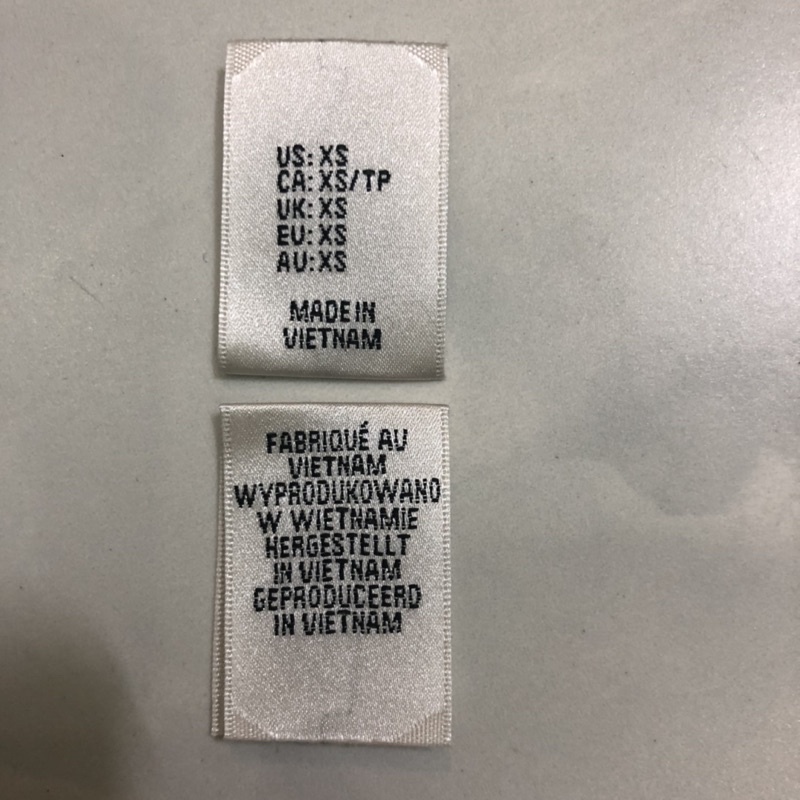 US: XS
CA: XS/TP
UK: XS
EU: XS
AU: XS
MADE IN
VIETNAM
FABRIQUÉ AU
VIETNAM
WYPRODUKOWANO
W WIETNAMIE
HERGESTELLT
IN VIETNAM
GEPRODUCEERD
IN VIETNAM